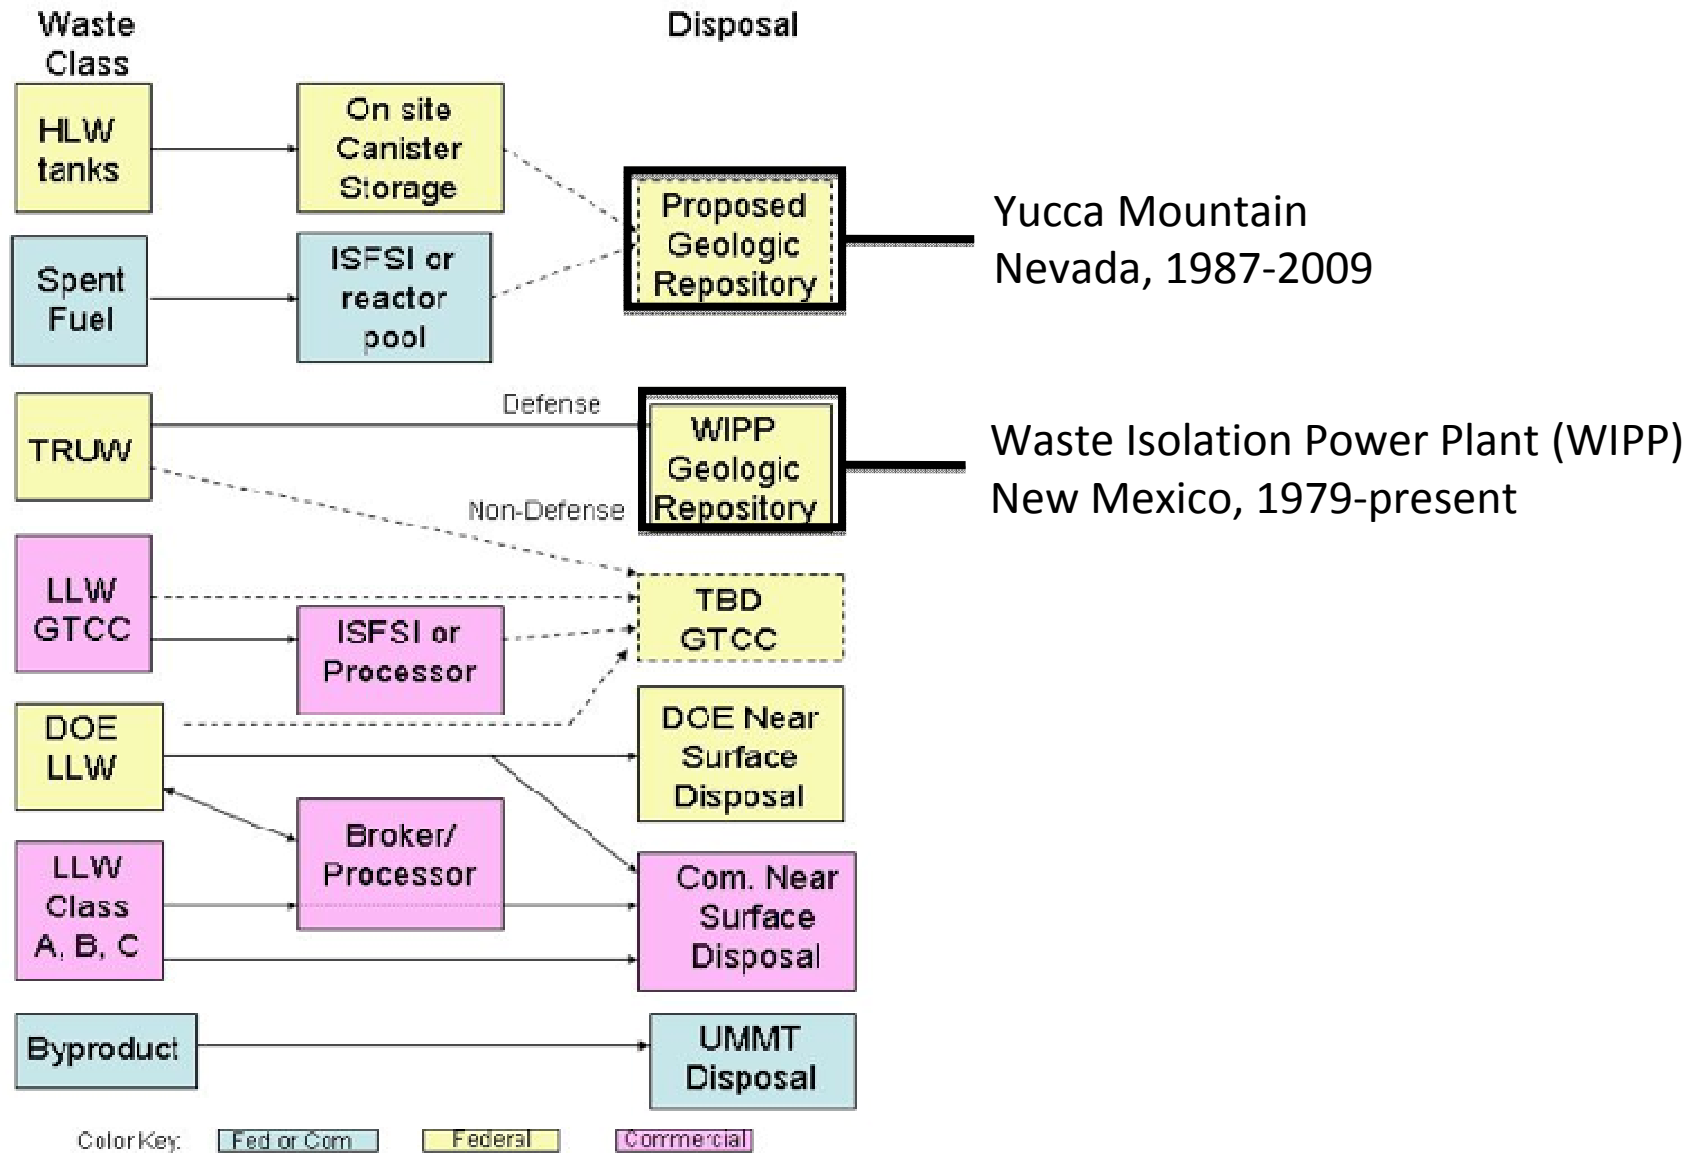 Waste
Class
Disposal
HLW
tanks
On site
Canister
Storage
Proposed
Geologic
Repository
Yucca Mountain
Nevada, 1987-2009
Spent
Fuel
ISFSI or
reactor
pool
TRUW
Defense
Non-Defense
WIPP
Geologic
Repository
Waste Isolation Power Plant (WIPP)
New Mexico, 1979-present
LLW
GTCC
ISFSI or
Processor
TBD
GTCC
DOE
LLW
DOE Near
Surface
Disposal
Broker/
Processor
LLW
Class
A, B, C
Com. Near
Surface
Disposal
Byproduct
UMMT
Disposal
Color Key:
Fed or Com
Federal
Commercial